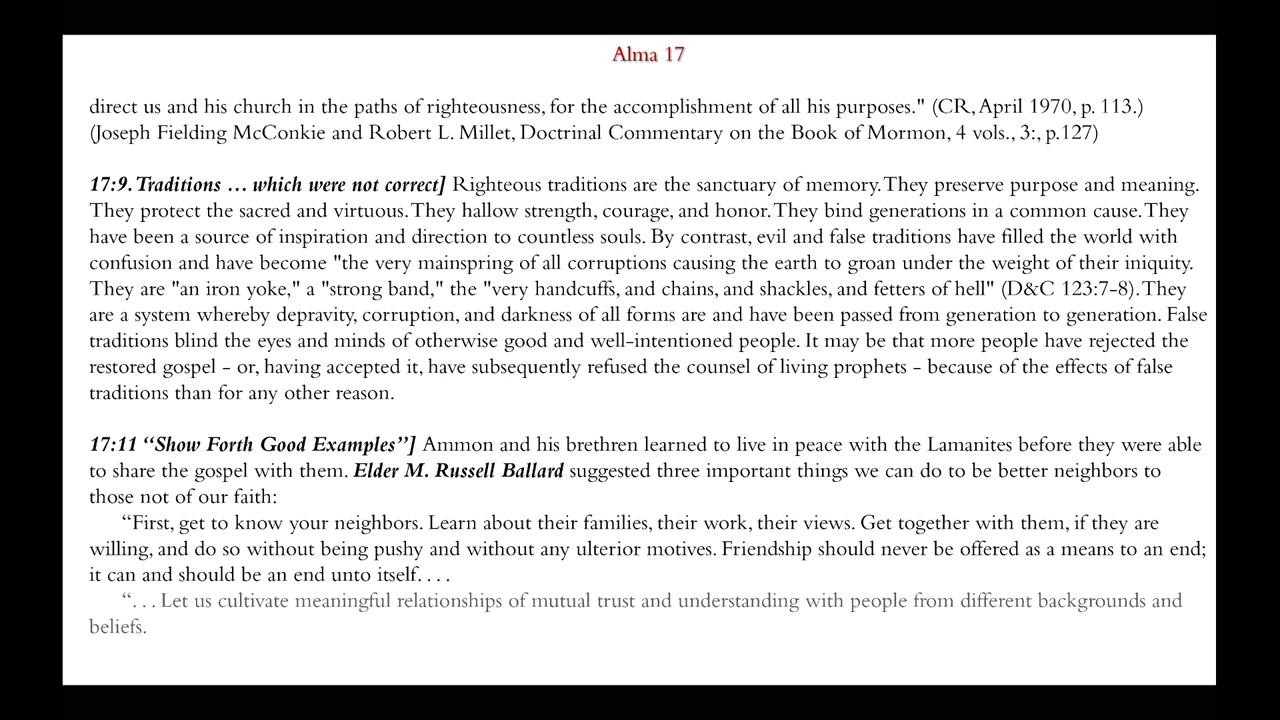 Alma 17
direct us and his church in the paths of righteousness, for the accomplishment of all his purposes." (CR, April 1970, p. 113.)
(Joseph Fielding McConkie and Robert L. Millet, Doctrinal Commentary on the Book of Mormon, 4 vols., 3:, p.127)
17:9. Traditions … which were not correct] Righteous traditions are the sanctuary of memory. They preserve purpose and meaning.
They protect the sacred and virtuous. They hallow strength, courage, and honor. They bind generations in a common cause. They
have been a source of inspiration and direction to countless souls. By contrast, evil and false traditions have filled the world with
confusion and have become "the very mainspring of all corruptions causing the earth to groan under the weight of their iniquity.
They are "an iron yoke," a "strong band," the "very handcuffs, and chains, and shackles, and fetters of hell" (D&C 123:7-8). They
are a system whereby depravity, corruption, and darkness of all forms are and have been passed from generation to generation. False
traditions blind the eyes and minds of otherwise good and well-intentioned people. It may be that more people have rejected the
restored gospel - or, having accepted it, have subsequently refused the counsel of living prophets - because of the effects of false
traditions than for any other reason.
17:11 “Show Forth Good Examples”] Ammon and his brethren learned to live in peace with the Lamanites before they were able
to share the gospel with them. Elder M. Russell Ballard suggested three important things we can do to be better neighbors to
those not of our faith:
“First, get to know your neighbors. Learn about their families, their work, their views. Get together with them, if they are
willing, and do so without being pushy and without any ulterior motives. Friendship should never be offered as a means to an end;
it can and should be an end unto itself. . . .
“. . . Let us cultivate meaningful relationships of mutual trust and understanding with people from different backgrounds and
beliefs.